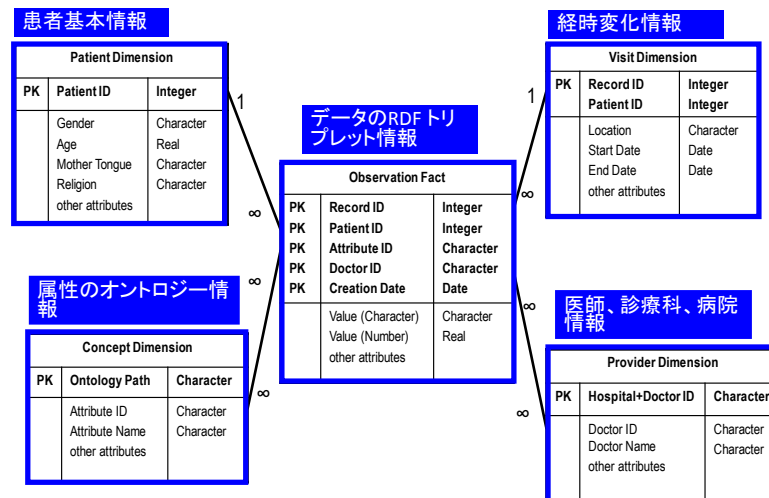 患者基本情報
Patient Dimension
PK Patient ID Integer
Gender Character
Age Real
Mother Tongue Character
Religion Character
other attributes
経時変化情報
Visit Dimension
PK Record ID Integer
Patient ID Integer
Location Character
Start Date Date
End Date Date
other attributes
データのRDFトリ
プレット情報
Observation Fact
PK Record ID Integer
PK Patient ID Integer
PK Attribute ID Character
PK Doctor ID Character
PK Creation Date Date
Value (Character) Character
Value (Number) Real
other attributes
属性のオントロジー情
報
Concept Dimension
PK Ontology Path Character
Attribute ID Character
Attribute Name Character
other attributes
医師、診療科、病院
情報
Provider Dimension
PK Hospital+Doctor ID Character
Doctor ID Character
Doctor Name Character
other attributes
1
∞
1
∞
∞
∞
∞
∞